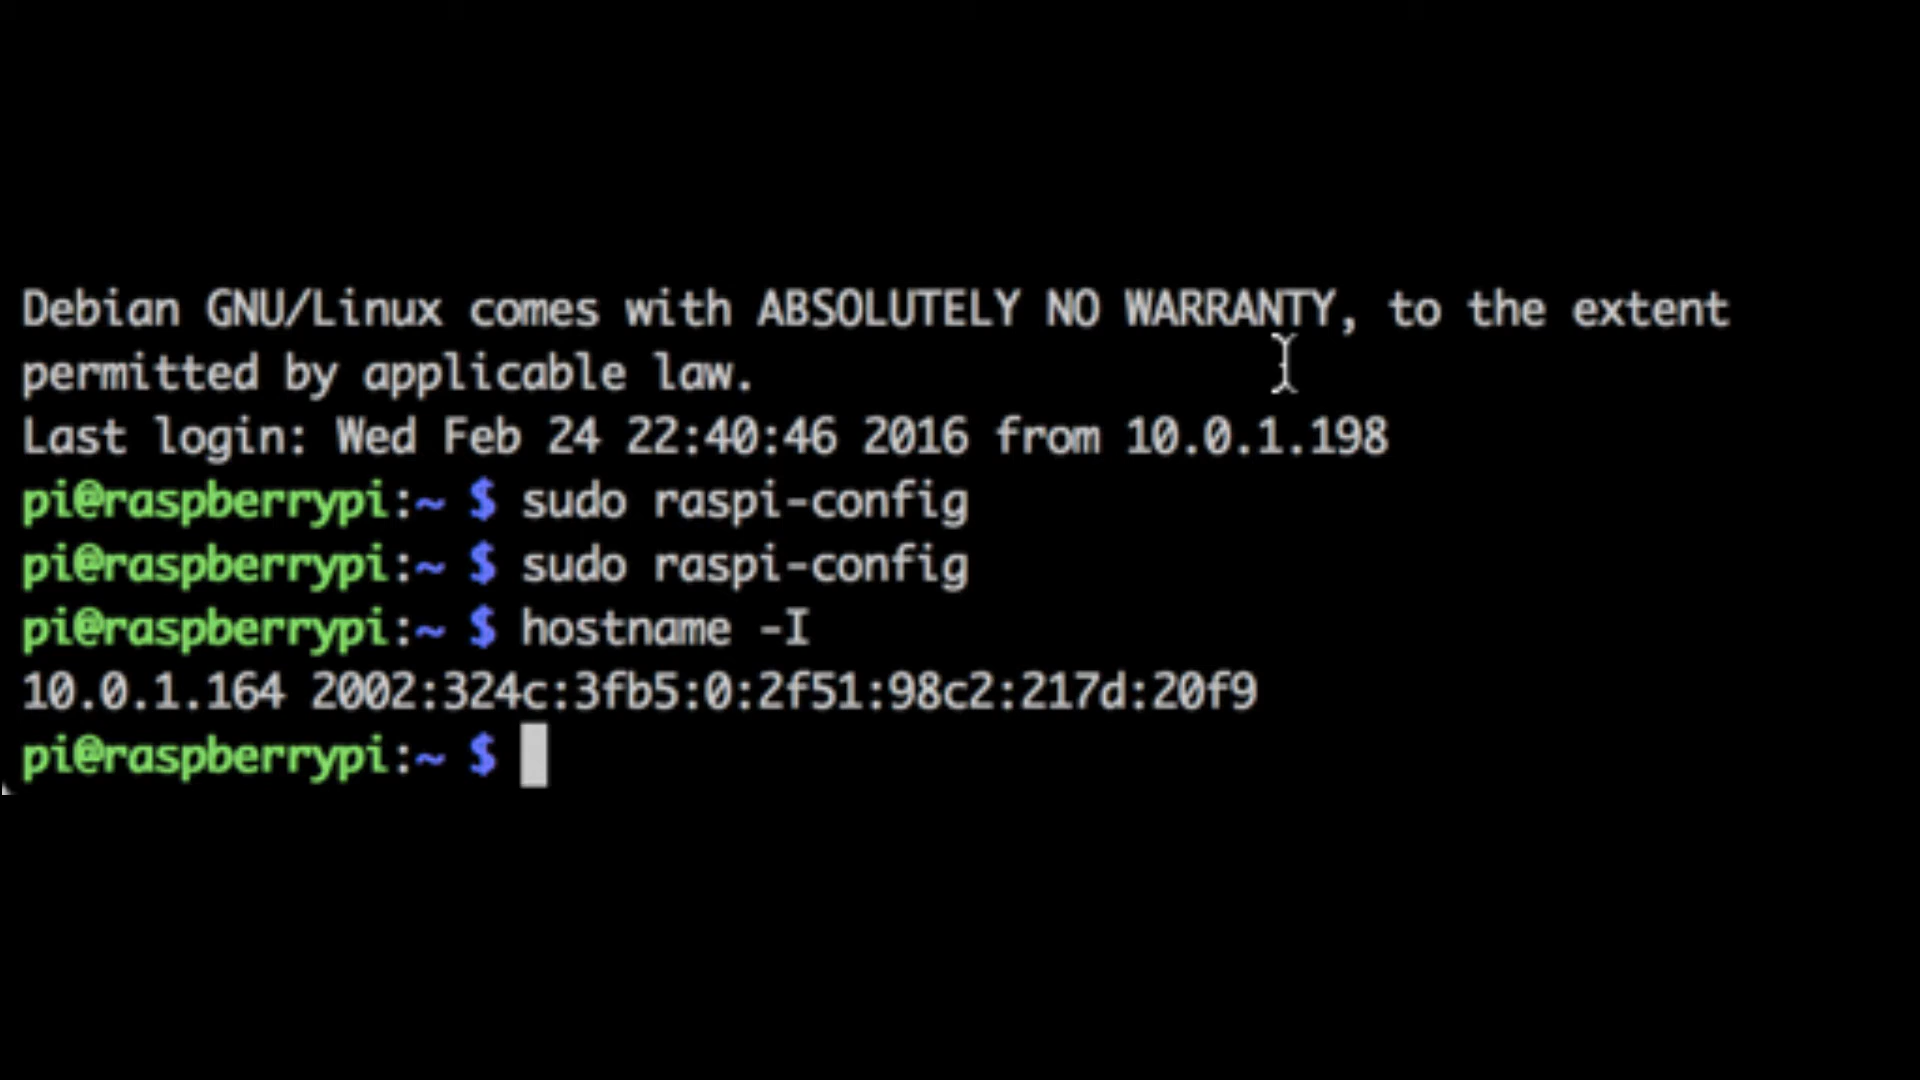 Debian GNU/Linux comes with ABSOLUTELY NO WARRANTY, to the extent
permitted by applicable law.
Last login: Wed Feb 24 22:40:46 2016 from 10.0.1.198
pi@raspberrypi:~ $ sudo raspi-config
pi@raspberrypi:~ $ sudo raspi-config
pi@raspberrypi:~ $ hostname -I
10.0.1.164 2002:324c:3fb5:0:2f51:98c2:217d:20f9
pi@raspberrypi:~ $